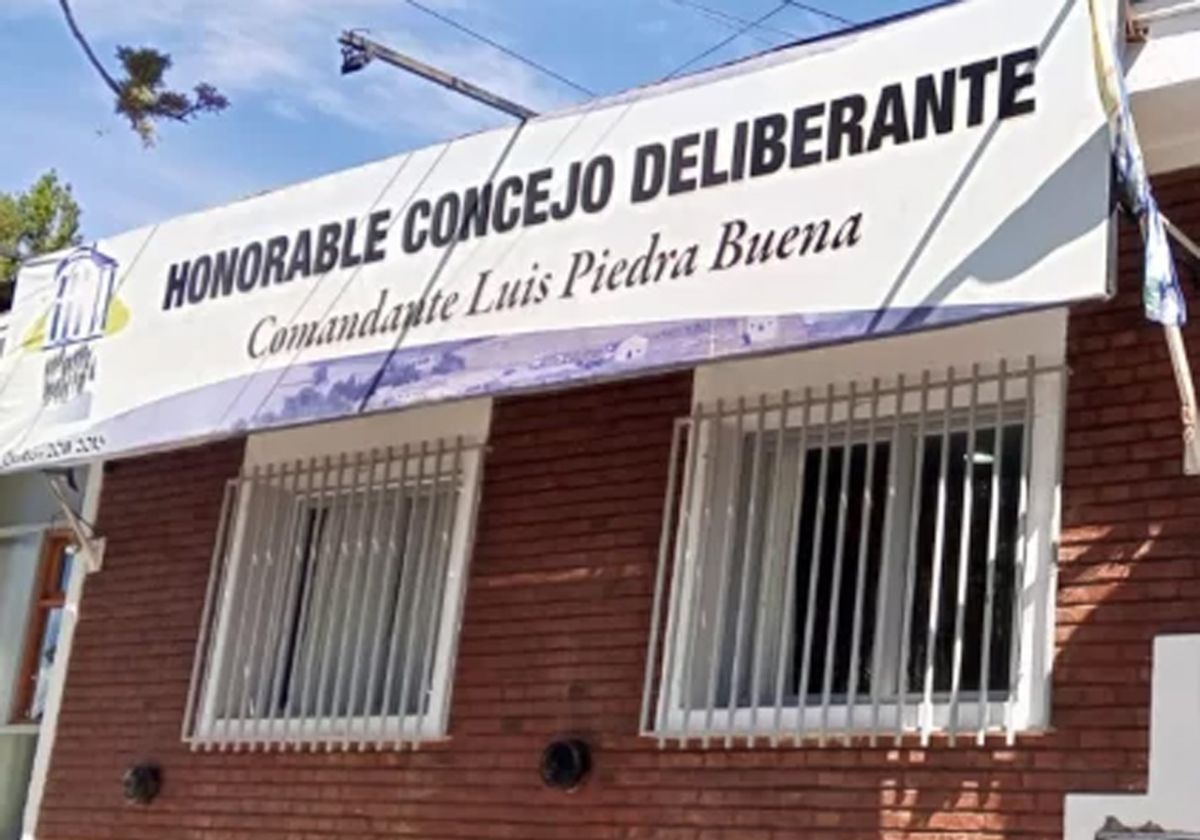 HONORABLE CONCEJO DELIBERANTE
Comandante Luis Piedra Buena